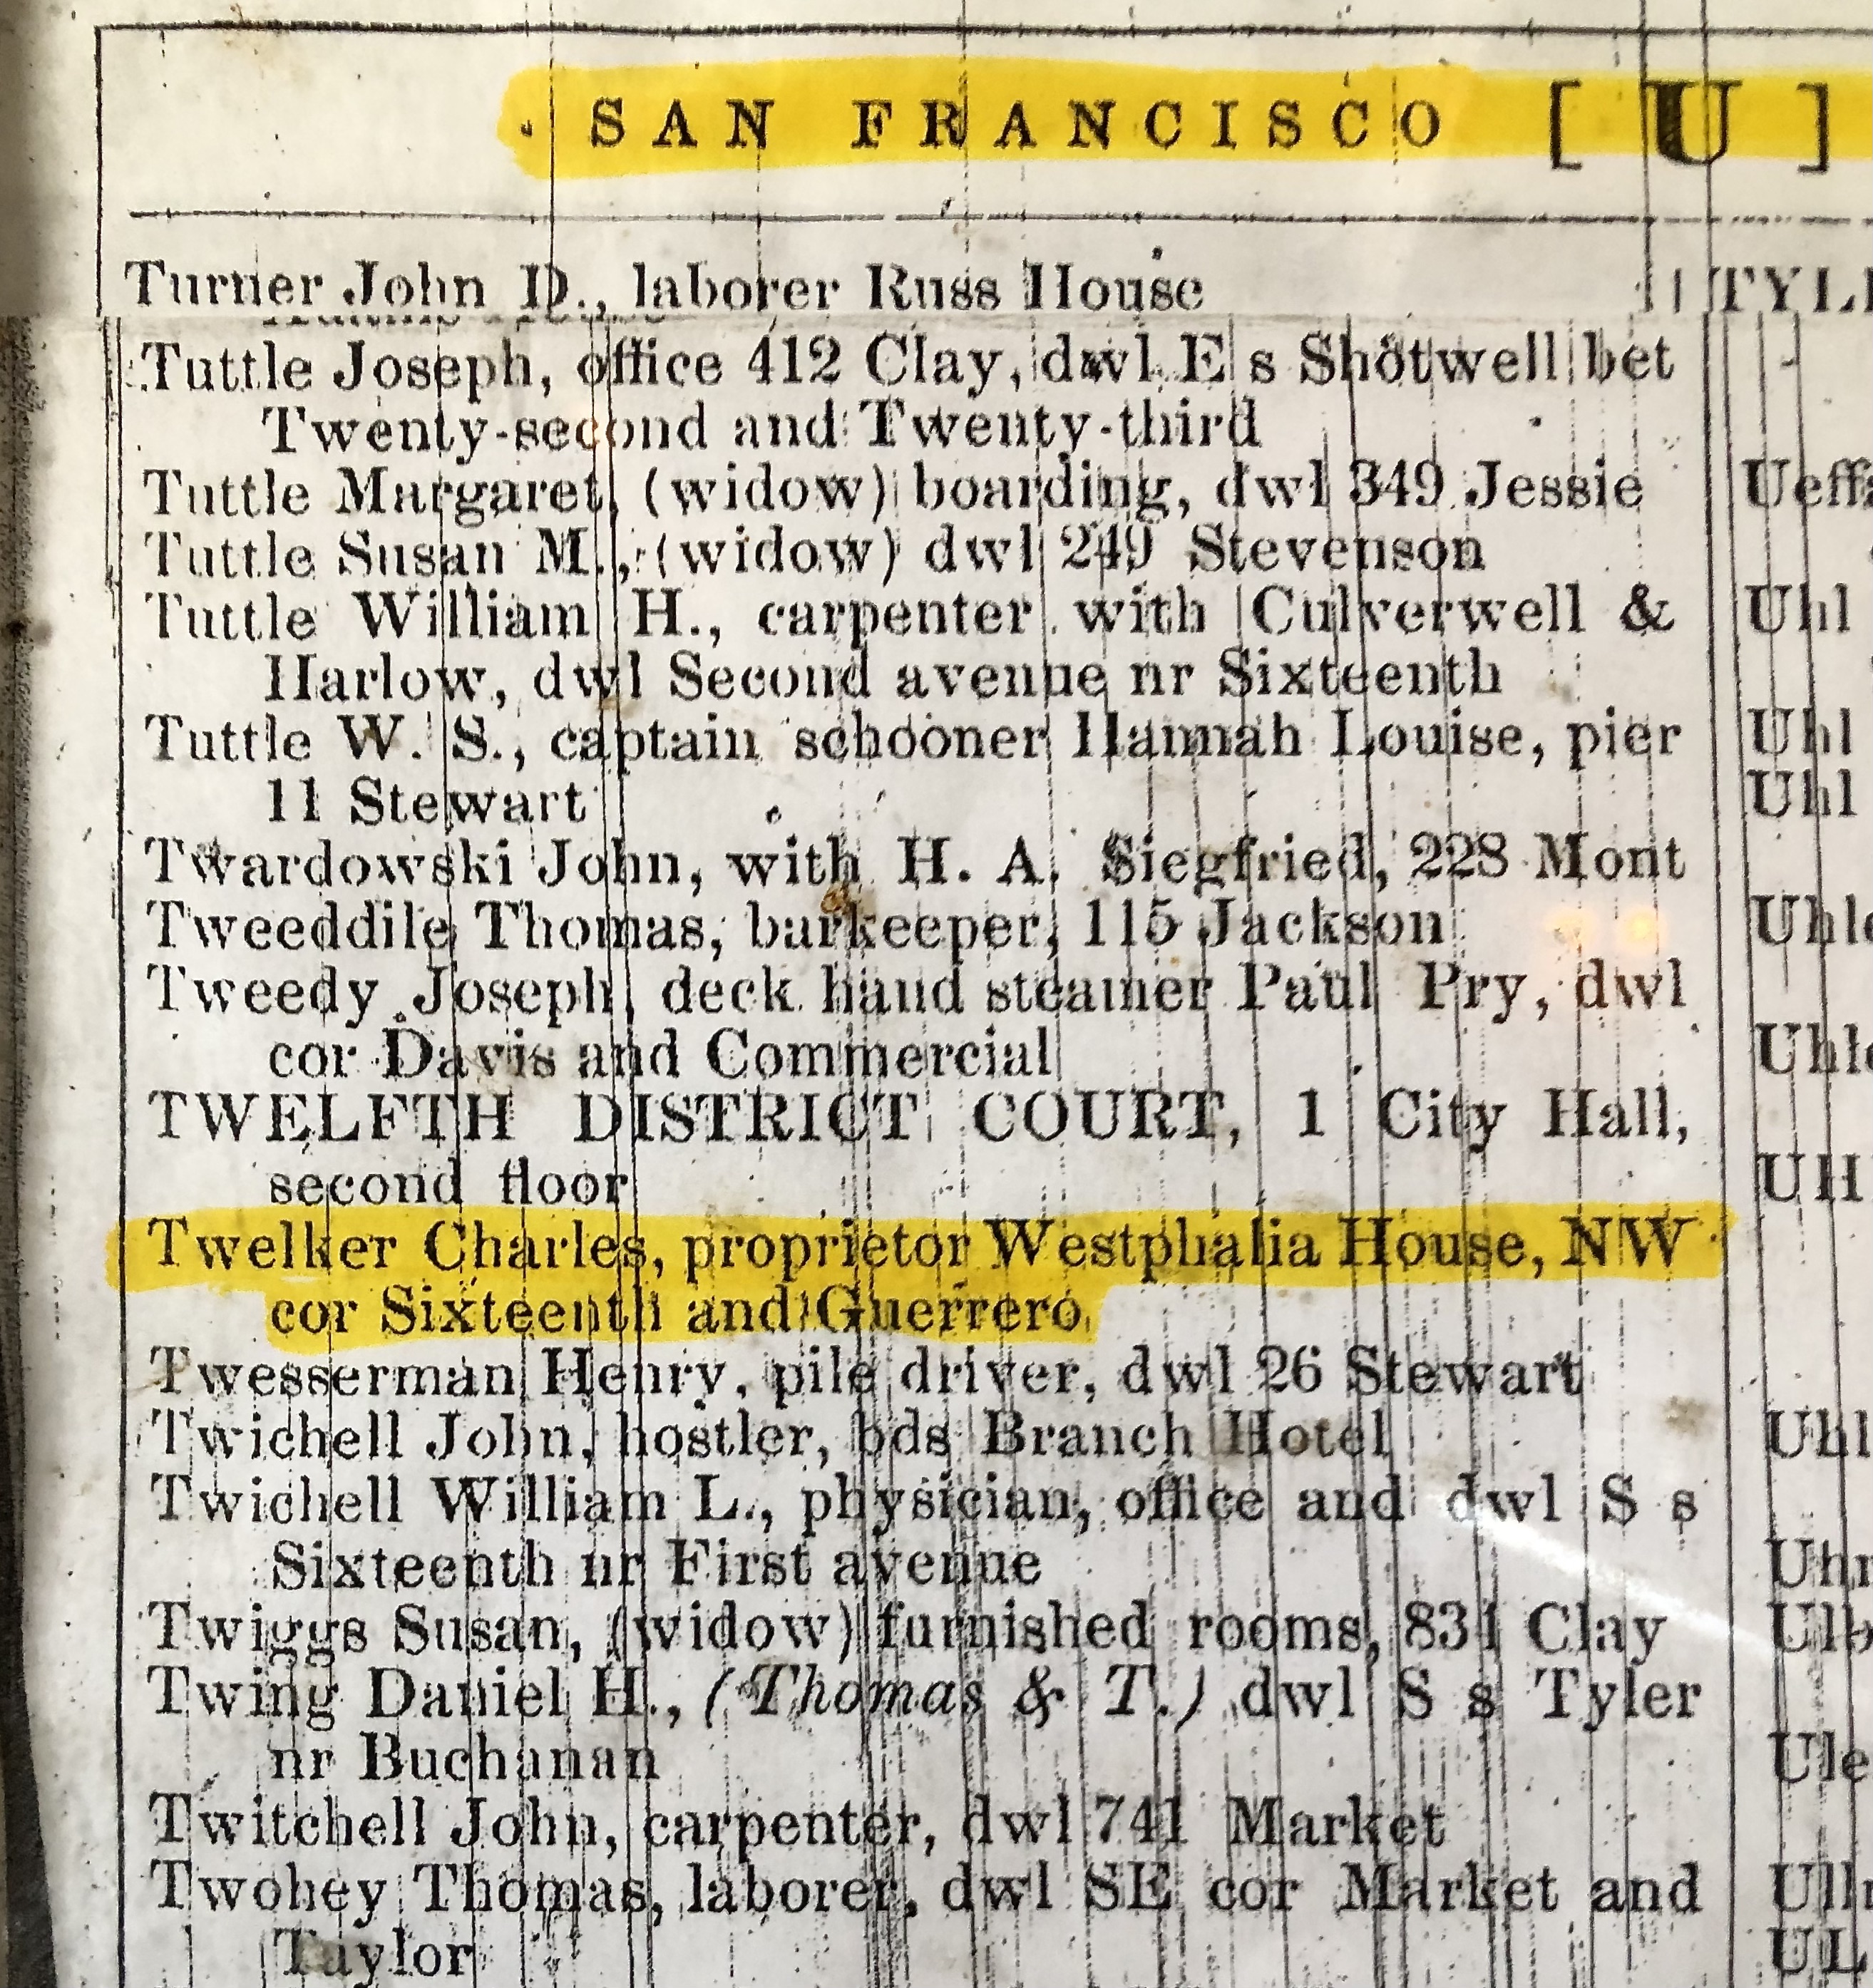 SAN FRANCISCO [U]
Turner John D., laborer Russ House
Tuttle Joseph, office 412 Clay, dwl E s Shotwell bet
Twenty-second and Twenty-third
Tuttle Margaret, (widow) boarding, dwl 349 Jessie
Tuttle Susan M., (widow) dwl 249 Stevenson
Tuttle William H., carpenter with Culverwell &
Harlow, dwl Second avenue nr Sixteenth
Tuttle W. S., captain schooner Hannah Louise, pier
11 Stewart
Twardowski John, with H. A. Siegfried, 228 Mont
Tweeddile Thomas, barkeeper, 115 Jackson
Tweedy Joseph, deck hand steamer Paul Pry, dwl
cor Davis and Commercial
TWELFTH DISTRICT COURT, 1 City Hall,
second floor
Twelker Charles, proprietor Westphalia House, NW
cor Sixteenth and Guerrero
Twesserman Henry, pile driver, dwl 26 Stewart
Twichell John, hostler, bds Branch Hotel
Twichell William L., physician, office and dwl S s
Sixteenth nr First avenue
Twiggs Susan, (widow) furnished rooms, 831 Clay
Twing Daniel H., (Thomas & T.) dwl S s Tyler
nr Buchanan
Twitchell John, carpenter, dwl 741 Market
Twohey Thomas, laborer, dwl SE cor Market and
Taylor
Uhl
Uhl
Uhl